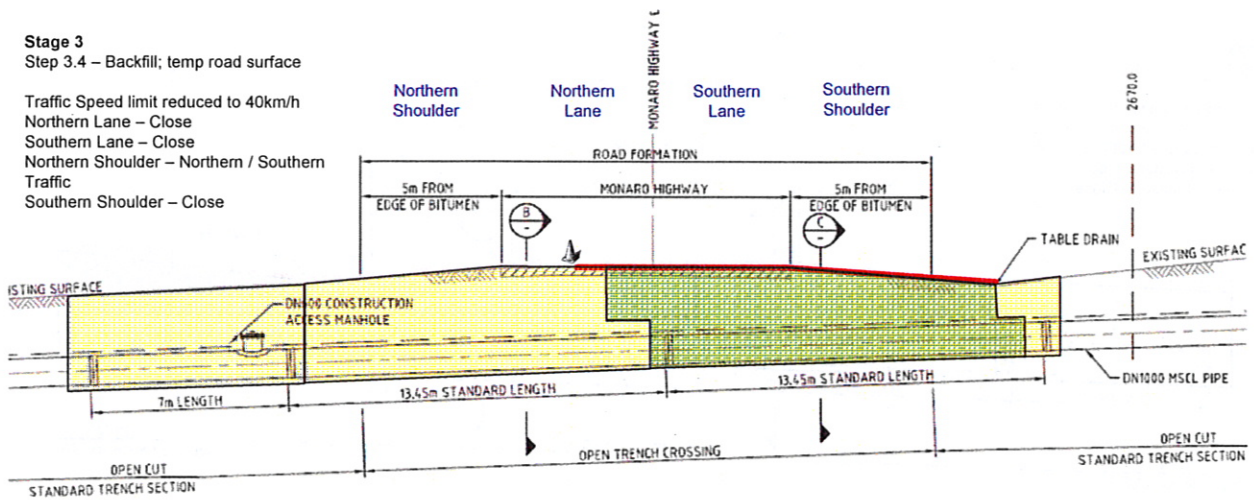 Stage 3
Step 3.4 – Backfill; temp road surface
Traffic Speed limit reduced to 40km/h
Northern Lane – Close
Southern Lane – Close
Northern Shoulder – Northern / Southern
Traffic
Southern Shoulder – Close
Northern
Shoulder
Northern
Lane
Southern
Lane
Southern
Shoulder
MONARO HIGHWAY
2670.0
ROAD FORMATION
5m FROM
EDGE OF BITUMEN
MONARO HIGHWAY
5m FROM
EDGE OF BITUMEN
B
-
C
-
TABLE DRAIN
EXISTING SURFAC
ISTING SURFACE
DN600 CONSTRUCTION
ACCESS MANHOLE
DN1000 MSCL PIPE
7m LENGTH
13.45m STANDARD LENGTH
13.45m STANDARD LENGTH
OPEN CUT
STANDARD TRENCH SECTION
OPEN TRENCH CROSSING
OPEN CUT
STANDARD TRENCH SECTION